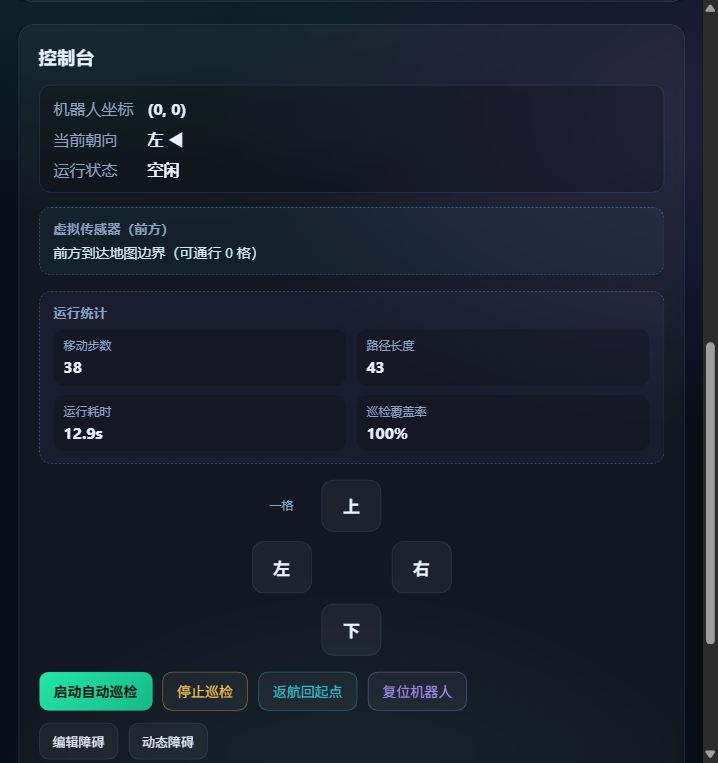 控制台
机器人坐标 (0, 0)
当前朝向 左 ◀
运行状态 空闲
虚拟传感器（前方）
前方到达地图边界（可通行 0 格）
运行统计
移动步数 路径长度
38 43
运行耗时 巡检覆盖率
12.9s 100%
一格 上
左 右
下
启动自动巡检 停止巡检 返航回起点 复位机器人
编辑障碍 动态障碍